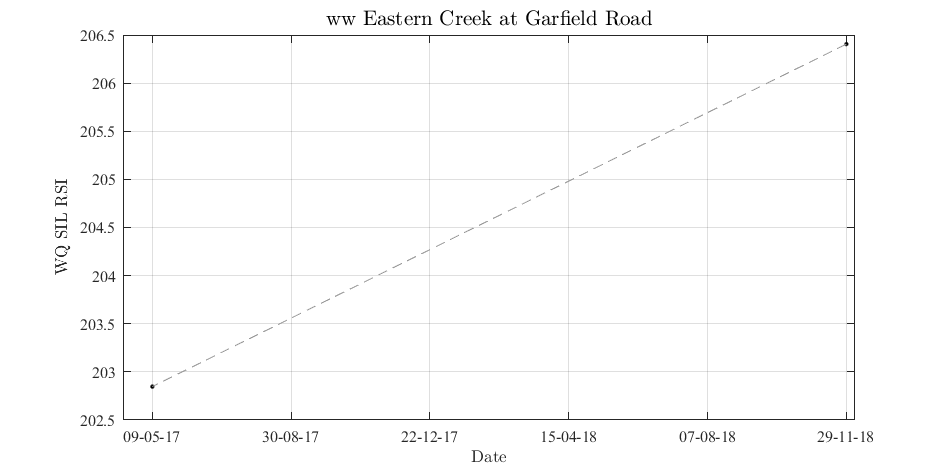 ww Eastern Creek at Garfield Road
206.5
206
205.5
205
204.5
204
203.5
203
202.5
WQ SIL RSI
09-05-17 30-08-17 22-12-17 15-04-18 07-08-18 29-11-18
Date